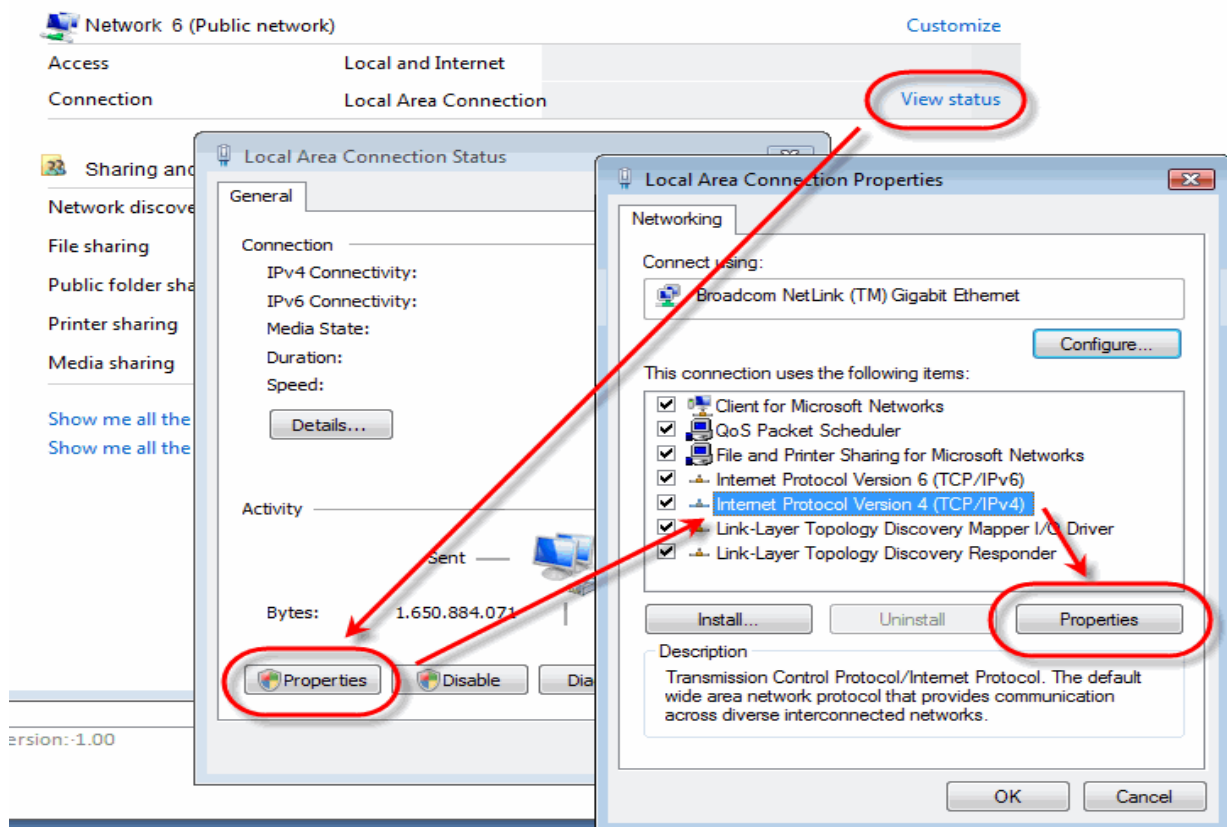 Network 6 (Public network)
Customize
Access
Local and Internet
Connection
Local Area Connection
View status
Sharing and
Network discove
File sharing
Public folder sha
Printer sharing
Media sharing
Show me all the
Show me all the
ersion:-1.00
Local Area Connection Status
General
Connection
IPv4 Connectivity:
IPv6 Connectivity:
Media State:
Duration:
Speed:
Details...
Activity
Sent
Bytes:
1.650.884.071
Properties
Disable
Dia
Local Area Connection Properties
Networking
Connect using:
Broadcom NetLink (TM) Gigabit Ethernet
Configure...
This connection uses the following items:
Client for Microsoft Networks
QoS Packet Scheduler
File and Printer Sharing for Microsoft Networks
Internet Protocol Version 6 (TCP/IPv6)
Internet Protocol Version 4 (TCP/IPv4)
Link-Layer Topology Discovery Mapper I/O Driver
Link-Layer Topology Discovery Responder
Install...
Uninstall
Properties
Description
Transmission Control Protocol/Internet Protocol. The default
wide area network protocol that provides communication
across diverse interconnected networks.
OK
Cancel